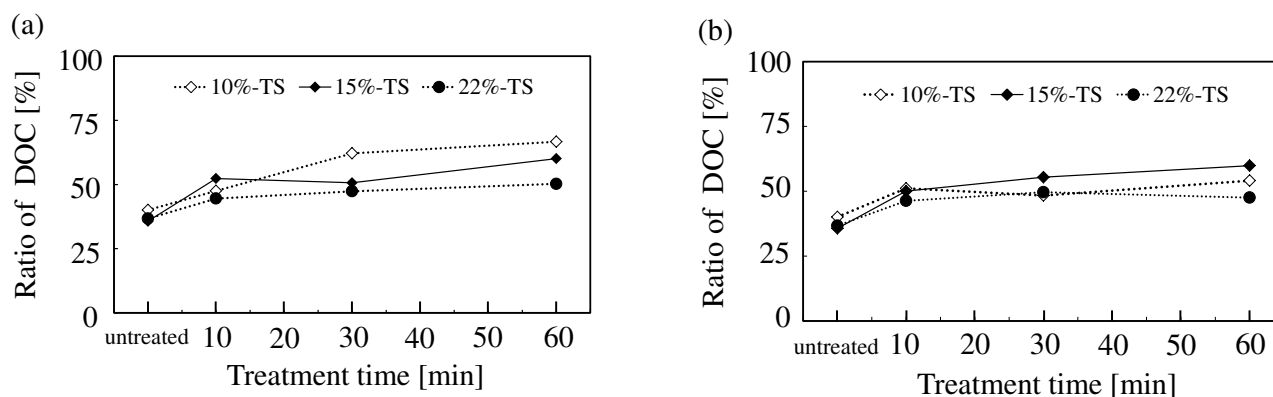 (a)
Ratio of DOC [%]
100
75
50
25
0
10%-TS 15%-TS 22%-TS
untreated 10 20 30 40 50 60
Treatment time [min]
(b)
Ratio of DOC [%]
100
75
50
25
0
10%-TS 15%-TS 22%-TS
untreated 10 20 30 40 50 60
Treatment time [min]